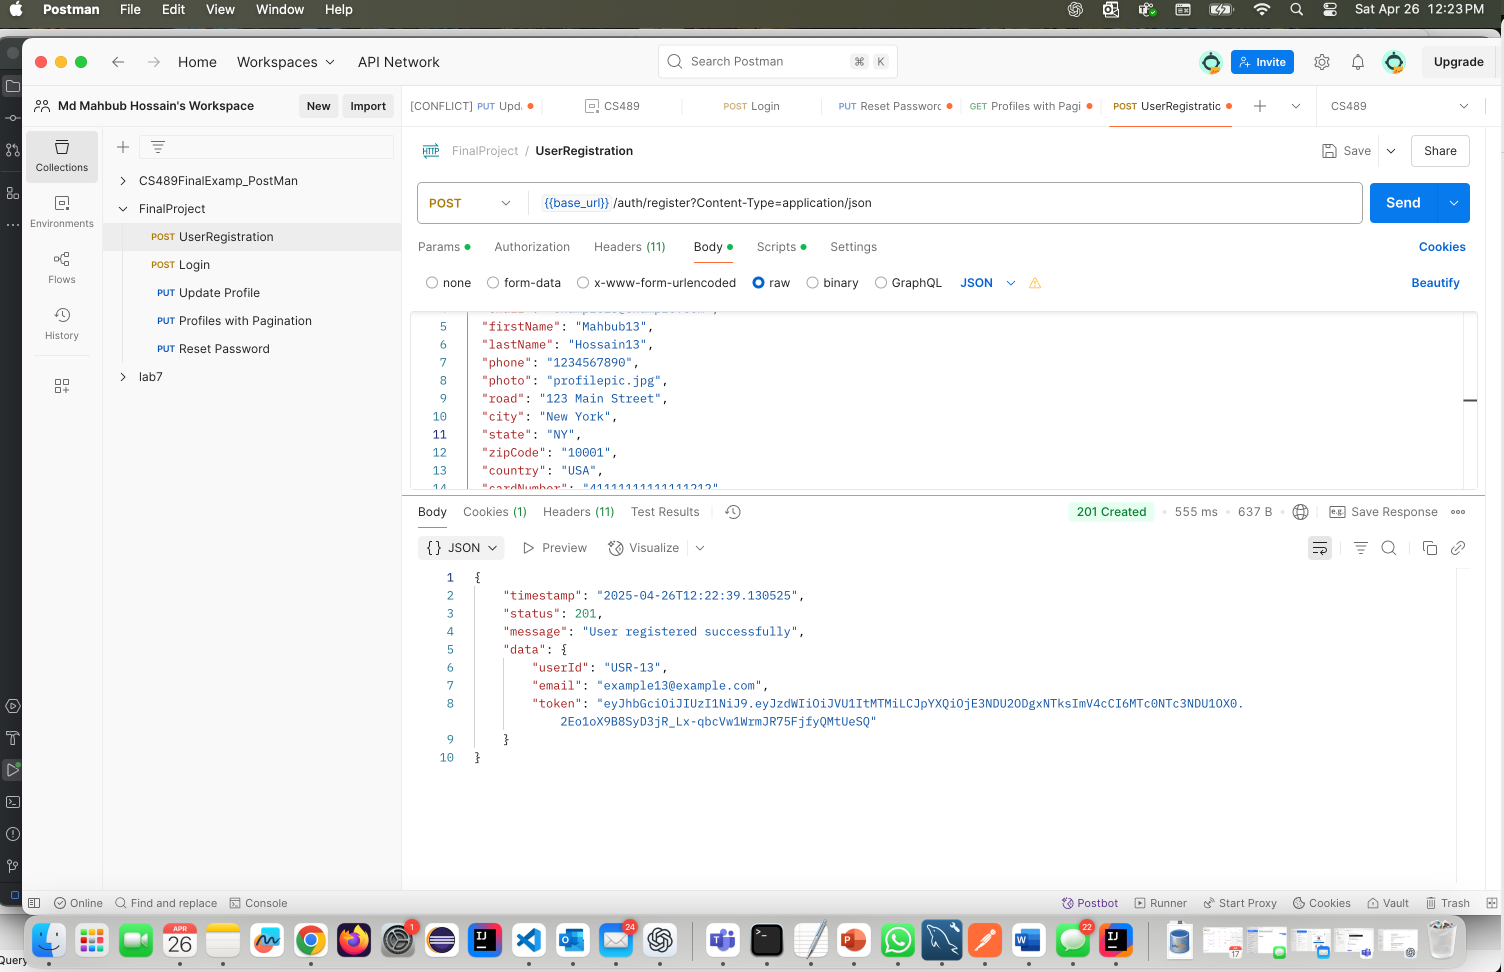 Postman File Edit View Window Help Sat Apr 26 12:23 PM
Home Workspaces API Network Search Postman ⌘ K Invite Upgrade
Md Mahbub Hossain's Workspace New Import [CONFLICT] PUT Upd CS489 POST Login PUT Reset Password GET Profiles with Pagi POST UserRegistratic CS489
Collections
Environments
Flows
History
CS489FinalExamp_PostMan
FinalProject
POST UserRegistration
POST Login
PUT Update Profile
PUT Profiles with Pagination
PUT Reset Password
lab7
HTTP FinalProject / UserRegistration Save Share
POST {{base_url}} /auth/register?Content-Type=application/json Send
Params Authorization Headers (11) Body Scripts Settings Cookies
none form-data x-www-form-urlencoded raw binary GraphQL JSON Beautify
5 "firstName": "Mahbub13",
6 "lastName": "Hossain13",
7 "phone": "1234567890",
8 "photo": "profilepic.jpg",
9 "road": "123 Main Street",
10 "city": "New York",
11 "state": "NY",
12 "zipCode": "10001",
13 "country": "USA",
14 "cardNumber": "41111111111111212"
Body Cookies (1) Headers (11) Test Results 201 Created 555 ms 637 B e.g. Save Response
{} JSON Preview Visualize
1 {
2 "timestamp": "2025-04-26T12:22:39.130525",
3 "status": 201,
4 "message": "User registered successfully",
5 "data": {
6 "userId": "USR-13",
7 "email": "example13@example.com",
8 "token": "eyJhbGciOiJIUzI1NiJ9.eyJzdWIiOiJVU1ItMTMiLCJpYXQiOjE3NDU2ODgxNTksImV4cCI6MTc0NTc3NDU1OX0.
2Eo1oX9B8SyD3jR_Lx-qbcVw1WrmJR75FjfyQMtUeSQ"
9 }
10 }
Online Find and replace Console Postbot Runner Start Proxy Cookies Vault Trash
APR
26 1 24 22 17
Query